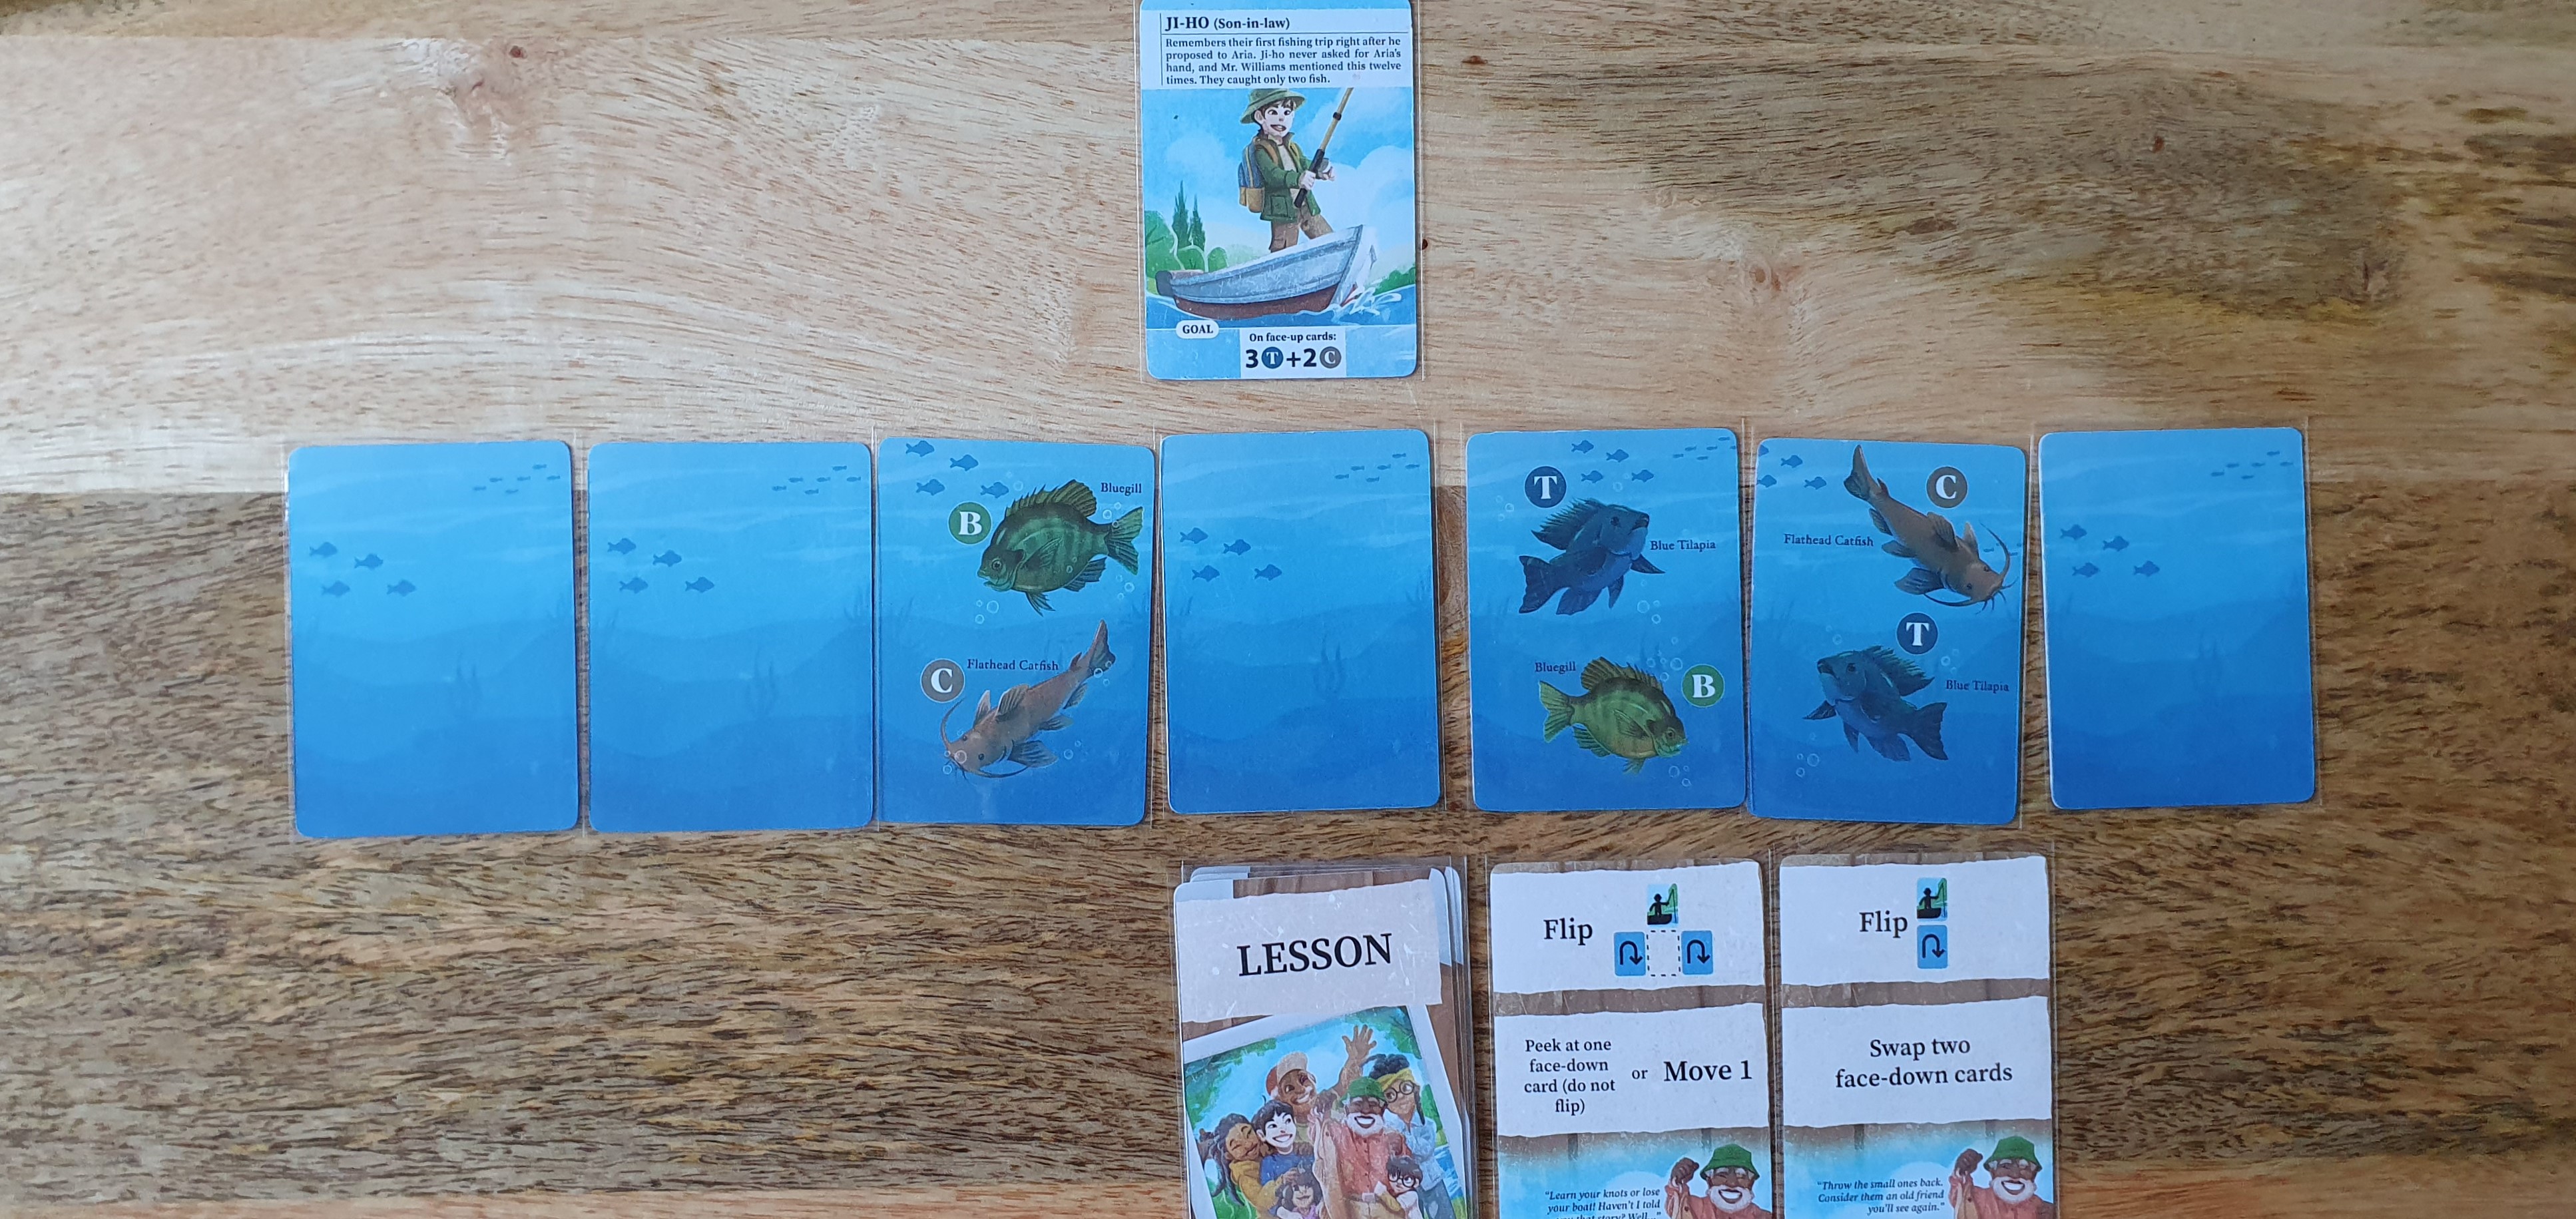 JI-HO (Son-in-law)
Remembers their first fishing trip right after he
proposed to Aria. Ji-ho never asked for Aria's
hand, and Mr. Williams mentioned this twelve
times. They caught only two fish.
GOAL
On face-up cards:
3T+2C
Bluegill
B
C
Flathead Catfish
T
Blue Tilapia
Bluegill
B
C
Flathead Catfish
T
Blue Tilapia
LESSON
Flip
Peek at one
face-down
card (do not
flip)
or
Move 1
"Learn your knots or lose
your boat! Haven't I told
that story? Well..."
Flip
Swap two
face-down cards
"Throw the small ones back.
Consider them an old friend
you'll see again."